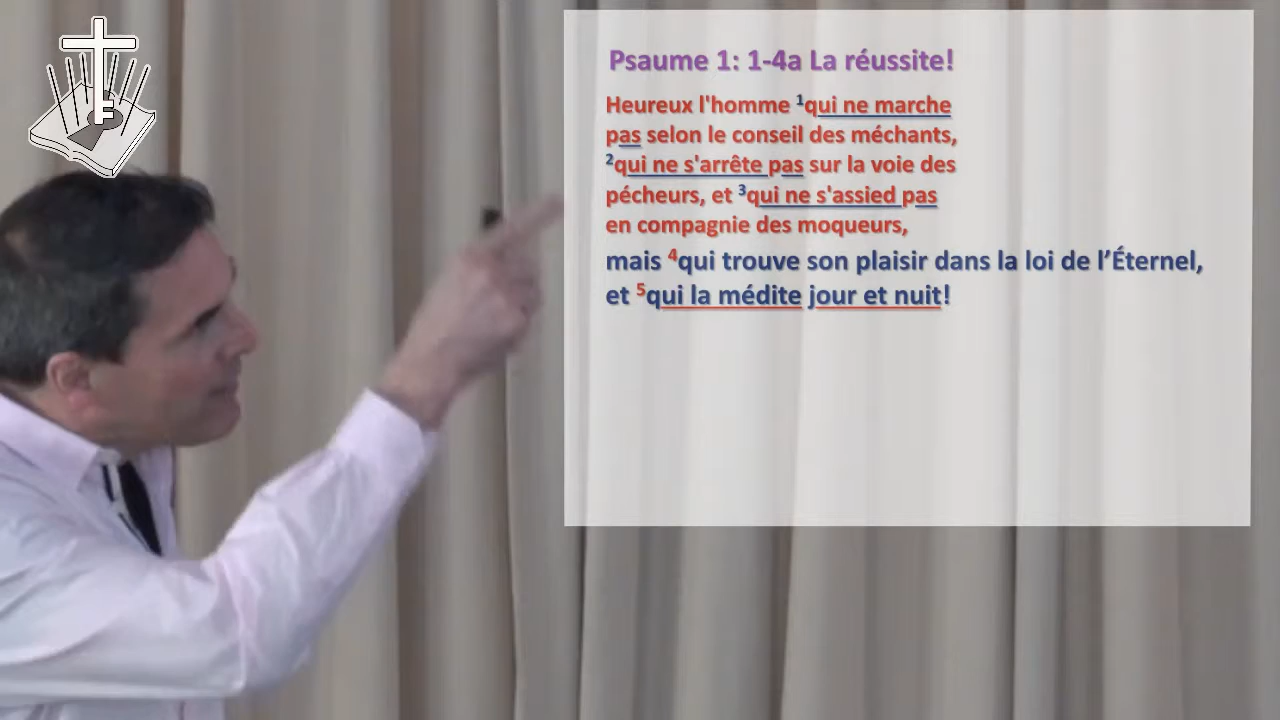 Psaume 1: 1-4a La réussite!
Heureux l'homme ¹qui ne marche
pas selon le conseil des méchants,
²qui ne s'arrête pas sur la voie des
pécheurs, et ³qui ne s'assied pas
en compagnie des moqueurs,
mais ⁴qui trouve son plaisir dans la loi de l’Éternel,
et ⁵qui la médite jour et nuit!